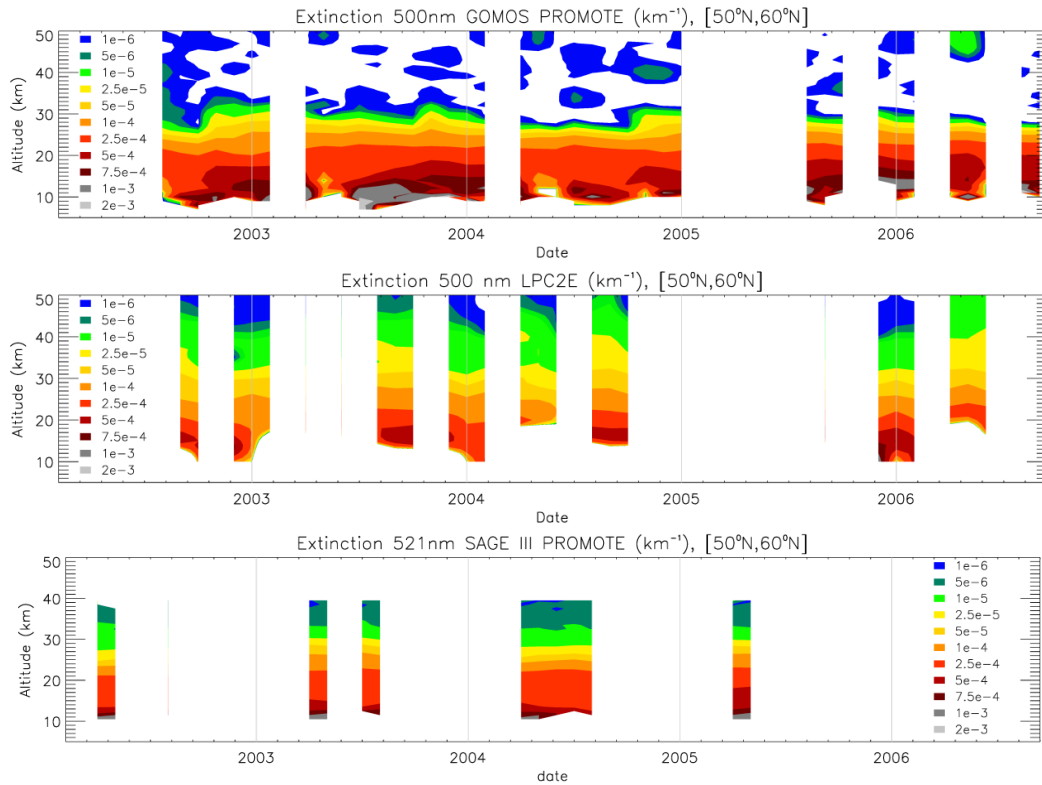 Extinction 500nm GOMOS PROMOTE (km⁻¹), [50°N,60°N]
Altitude (km)
50
40
30
20
10
1e-6
5e-6
1e-5
2.5e-5
5e-5
1e-4
2.5e-4
5e-4
7.5e-4
1e-3
2e-3
2003 2004 2005 2006
Date
Extinction 500 nm LPC2E (km⁻¹), [50°N,60°N]
Altitude (km)
50
40
30
20
10
1e-6
5e-6
1e-5
2.5e-5
5e-5
1e-4
2.5e-4
5e-4
7.5e-4
1e-3
2e-3
2003 2004 2005 2006
Date
Extinction 521nm SAGE III PROMOTE (km⁻¹), [50°N,60°N]
Altitude (km)
50
40
30
20
10
1e-6
5e-6
1e-5
2.5e-5
5e-5
1e-4
2.5e-4
5e-4
7.5e-4
1e-3
2e-3
2003 2004 2005 2006
date